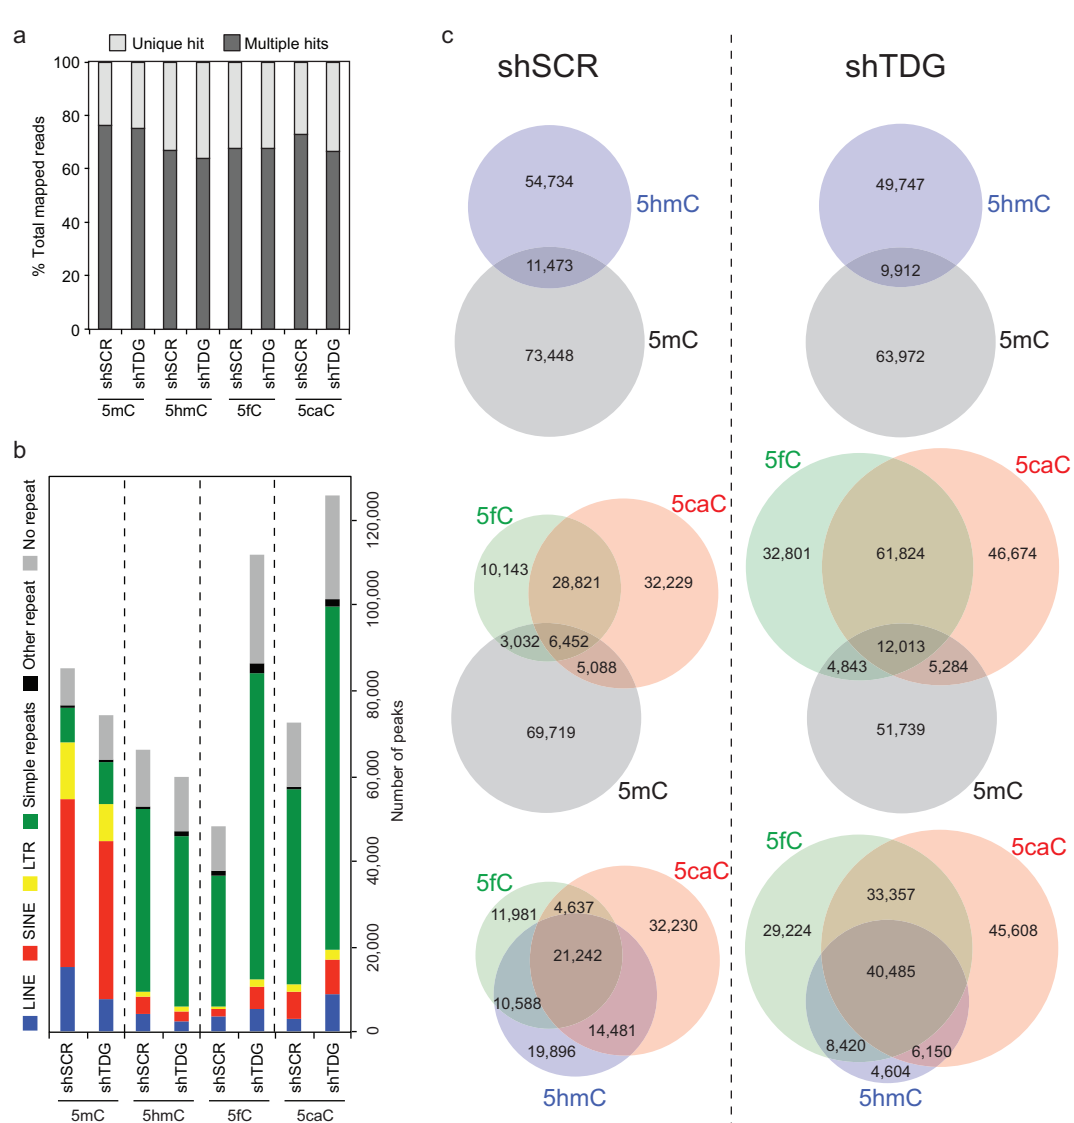 a
Unique hit Multiple hits
% Total mapped reads
100
80
60
40
20
0
shSCR shTDG shSCR shTDG shSCR shTDG shSCR shTDG
5mC 5hmC 5fC 5caC
b
LINE SINE LTR Simple repeats Other repeat No repeat
120,000
100,000
80,000
60,000
40,000
20,000
0
Number of peaks
shSCR shTDG shSCR shTDG shSCR shTDG shSCR shTDG
5mC 5hmC 5fC 5caC
c
shSCR shTDG
54,734
5hmC
11,473
73,448
5mC
49,747
5hmC
9,912
63,972
5mC
5fC
5caC
10,143
28,821
32,229
3,032
6,452
5,088
69,719
5mC
5fC
5caC
32,801
61,824
46,674
12,013
4,843
5,284
51,739
5mC
5fC
5caC
11,981
4,637
32,230
21,242
10,588
14,481
19,896
5hmC
5fC
5caC
33,357
29,224
45,608
40,485
8,420
6,150
4,604
5hmC